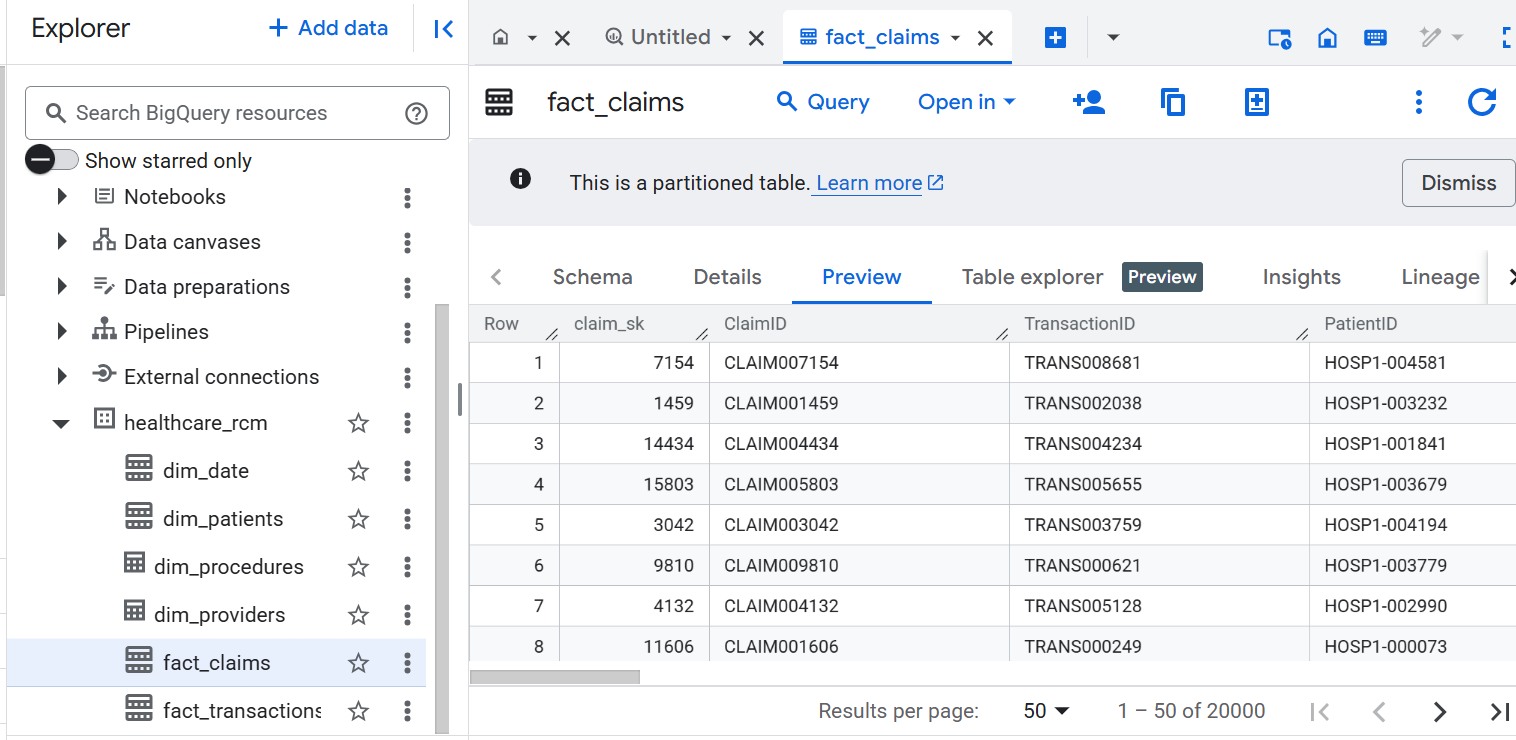 Explorer
Add data
Search BigQuery resources
Show starred only
Notebooks
Data canvases
Data preparations
Pipelines
External connections
healthcare_rcm
dim_date
dim_patients
dim_procedures
dim_providers
fact_claims
fact_transactions
Untitled
fact_claims
fact_claims
Query
Open in
This is a partitioned table. Learn more
Dismiss
Schema Details Preview Table explorer Preview Insights Lineage
Row claim_sk ClaimID TransactionID PatientID
1 7154 CLAIM007154 TRANS008681 HOSP1-004581
2 1459 CLAIM001459 TRANS002038 HOSP1-003232
3 14434 CLAIM004434 TRANS004234 HOSP1-001841
4 15803 CLAIM005803 TRANS005655 HOSP1-003679
5 3042 CLAIM003042 TRANS003759 HOSP1-004194
6 9810 CLAIM009810 TRANS000621 HOSP1-003779
7 4132 CLAIM004132 TRANS005128 HOSP1-002990
8 11606 CLAIM001606 TRANS000249 HOSP1-000073
Results per page: 50 1 – 50 of 20000